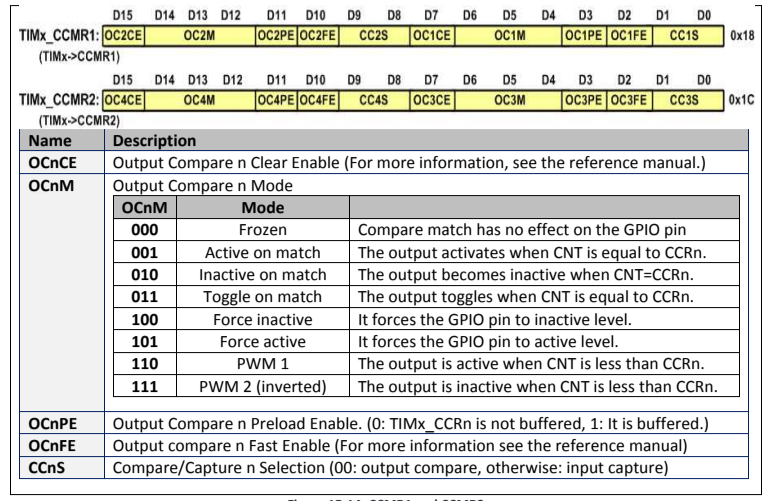 D15 D14 D13 D12 D11 D10 D9 D8 D7 D6 D5 D4 D3 D2 D1 D0
TIMx_CCMR1: OC2CE OC2M OC2PE OC2FE CC2S OC1CE OC1M OC1PE OC1FE CC1S 0x18
(TIMx->CCMR1)
D15 D14 D13 D12 D11 D10 D9 D8 D7 D6 D5 D4 D3 D2 D1 D0
TIMx_CCMR2: OC4CE OC4M OC4PE OC4FE CC4S OC3CE OC3M OC3PE OC3FE CC3S 0x1C
(TIMx->CCMR2)
Name Description
OCnCE Output Compare n Clear Enable (For more information, see the reference manual.)
OCnM Output Compare n Mode
OCnM Mode
000 Frozen Compare match has no effect on the GPIO pin
001 Active on match The output activates when CNT is equal to CCRn.
010 Inactive on match The output becomes inactive when CNT=CCRn.
011 Toggle on match The output toggles when CNT is equal to CCRn.
100 Force inactive It forces the GPIO pin to inactive level.
101 Force active It forces the GPIO pin to active level.
110 PWM 1 The output is active when CNT is less than CCRn.
111 PWM 2 (inverted) The output is inactive when CNT is less than CCRn.
OCnPE Output Compare n Preload Enable. (0: TIMx_CCRn is not buffered, 1: It is buffered.)
OCnFE Output compare n Fast Enable (For more information see the reference manual)
CCnS Compare/Capture n Selection (00: output compare, otherwise: input capture)